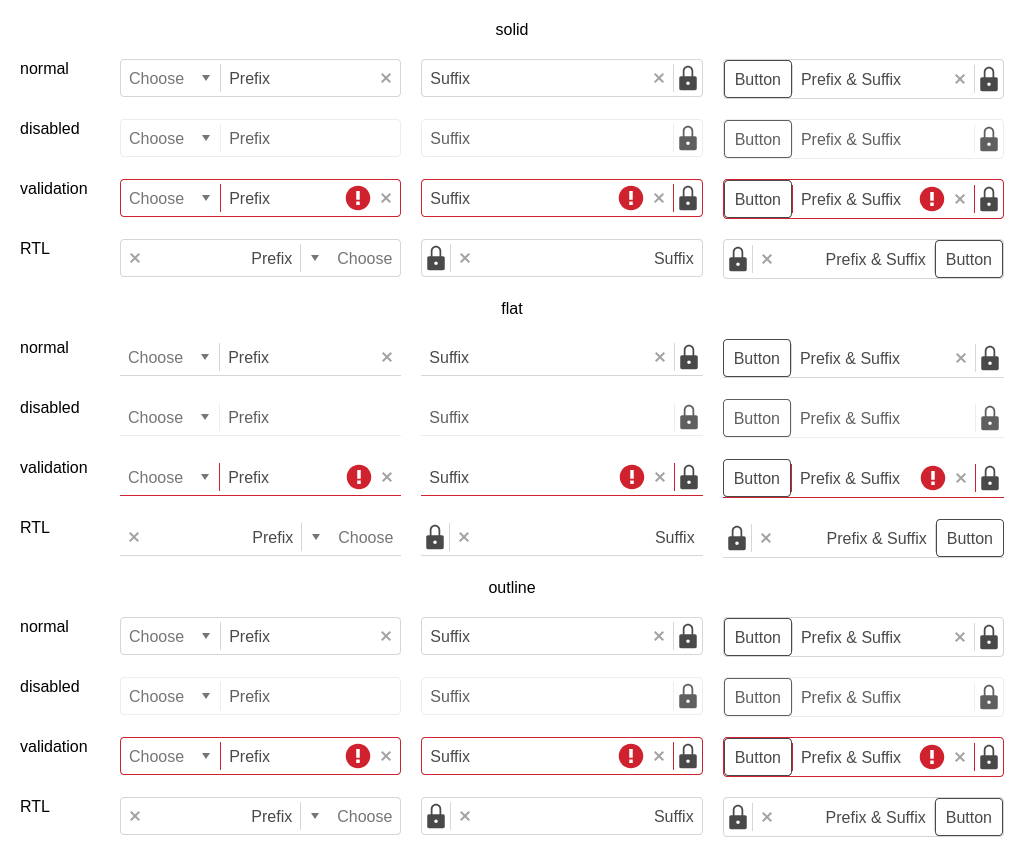 solid
normal Choose Prefix Suffix Button Prefix & Suffix
disabled Choose Prefix Suffix Button Prefix & Suffix
validation Choose Prefix Suffix Button Prefix & Suffix
RTL Prefix Choose Suffix Prefix & Suffix Button
flat
normal Choose Prefix Suffix Button Prefix & Suffix
disabled Choose Prefix Suffix Button Prefix & Suffix
validation Choose Prefix Suffix Button Prefix & Suffix
RTL Prefix Choose Suffix Prefix & Suffix Button
outline
normal Choose Prefix Suffix Button Prefix & Suffix
disabled Choose Prefix Suffix Button Prefix & Suffix
validation Choose Prefix Suffix Button Prefix & Suffix
RTL Prefix Choose Suffix Prefix & Suffix Button